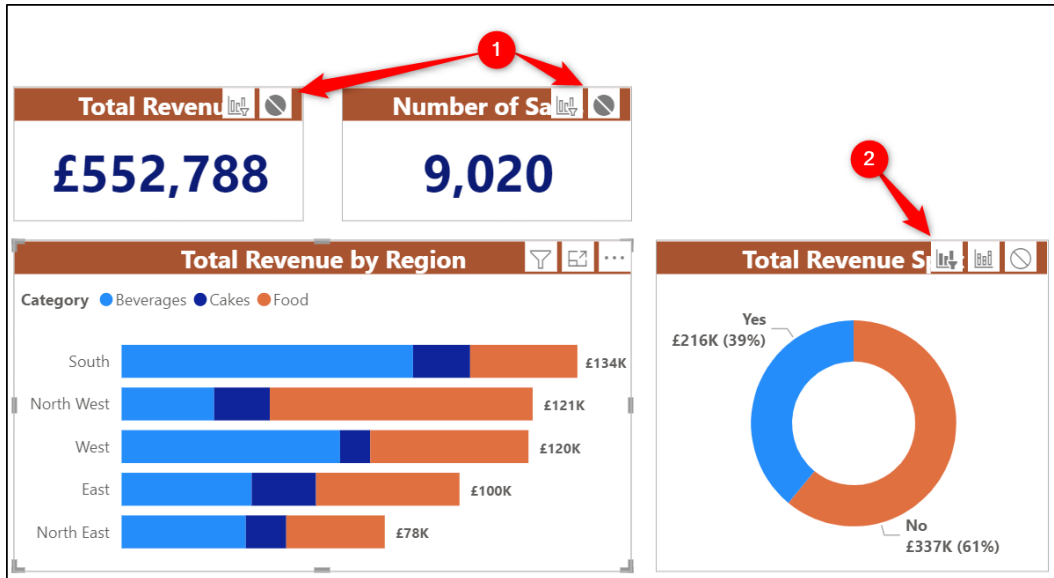 1
Total Revenu
Number of Sa
£552,788
9,020
2
Total Revenue by Region
Category Beverages Cakes Food
South £134K
North West £121K
West £120K
East £100K
North East £78K
Total Revenue Sp
Yes
£216K (39%)
No
£337K (61%)